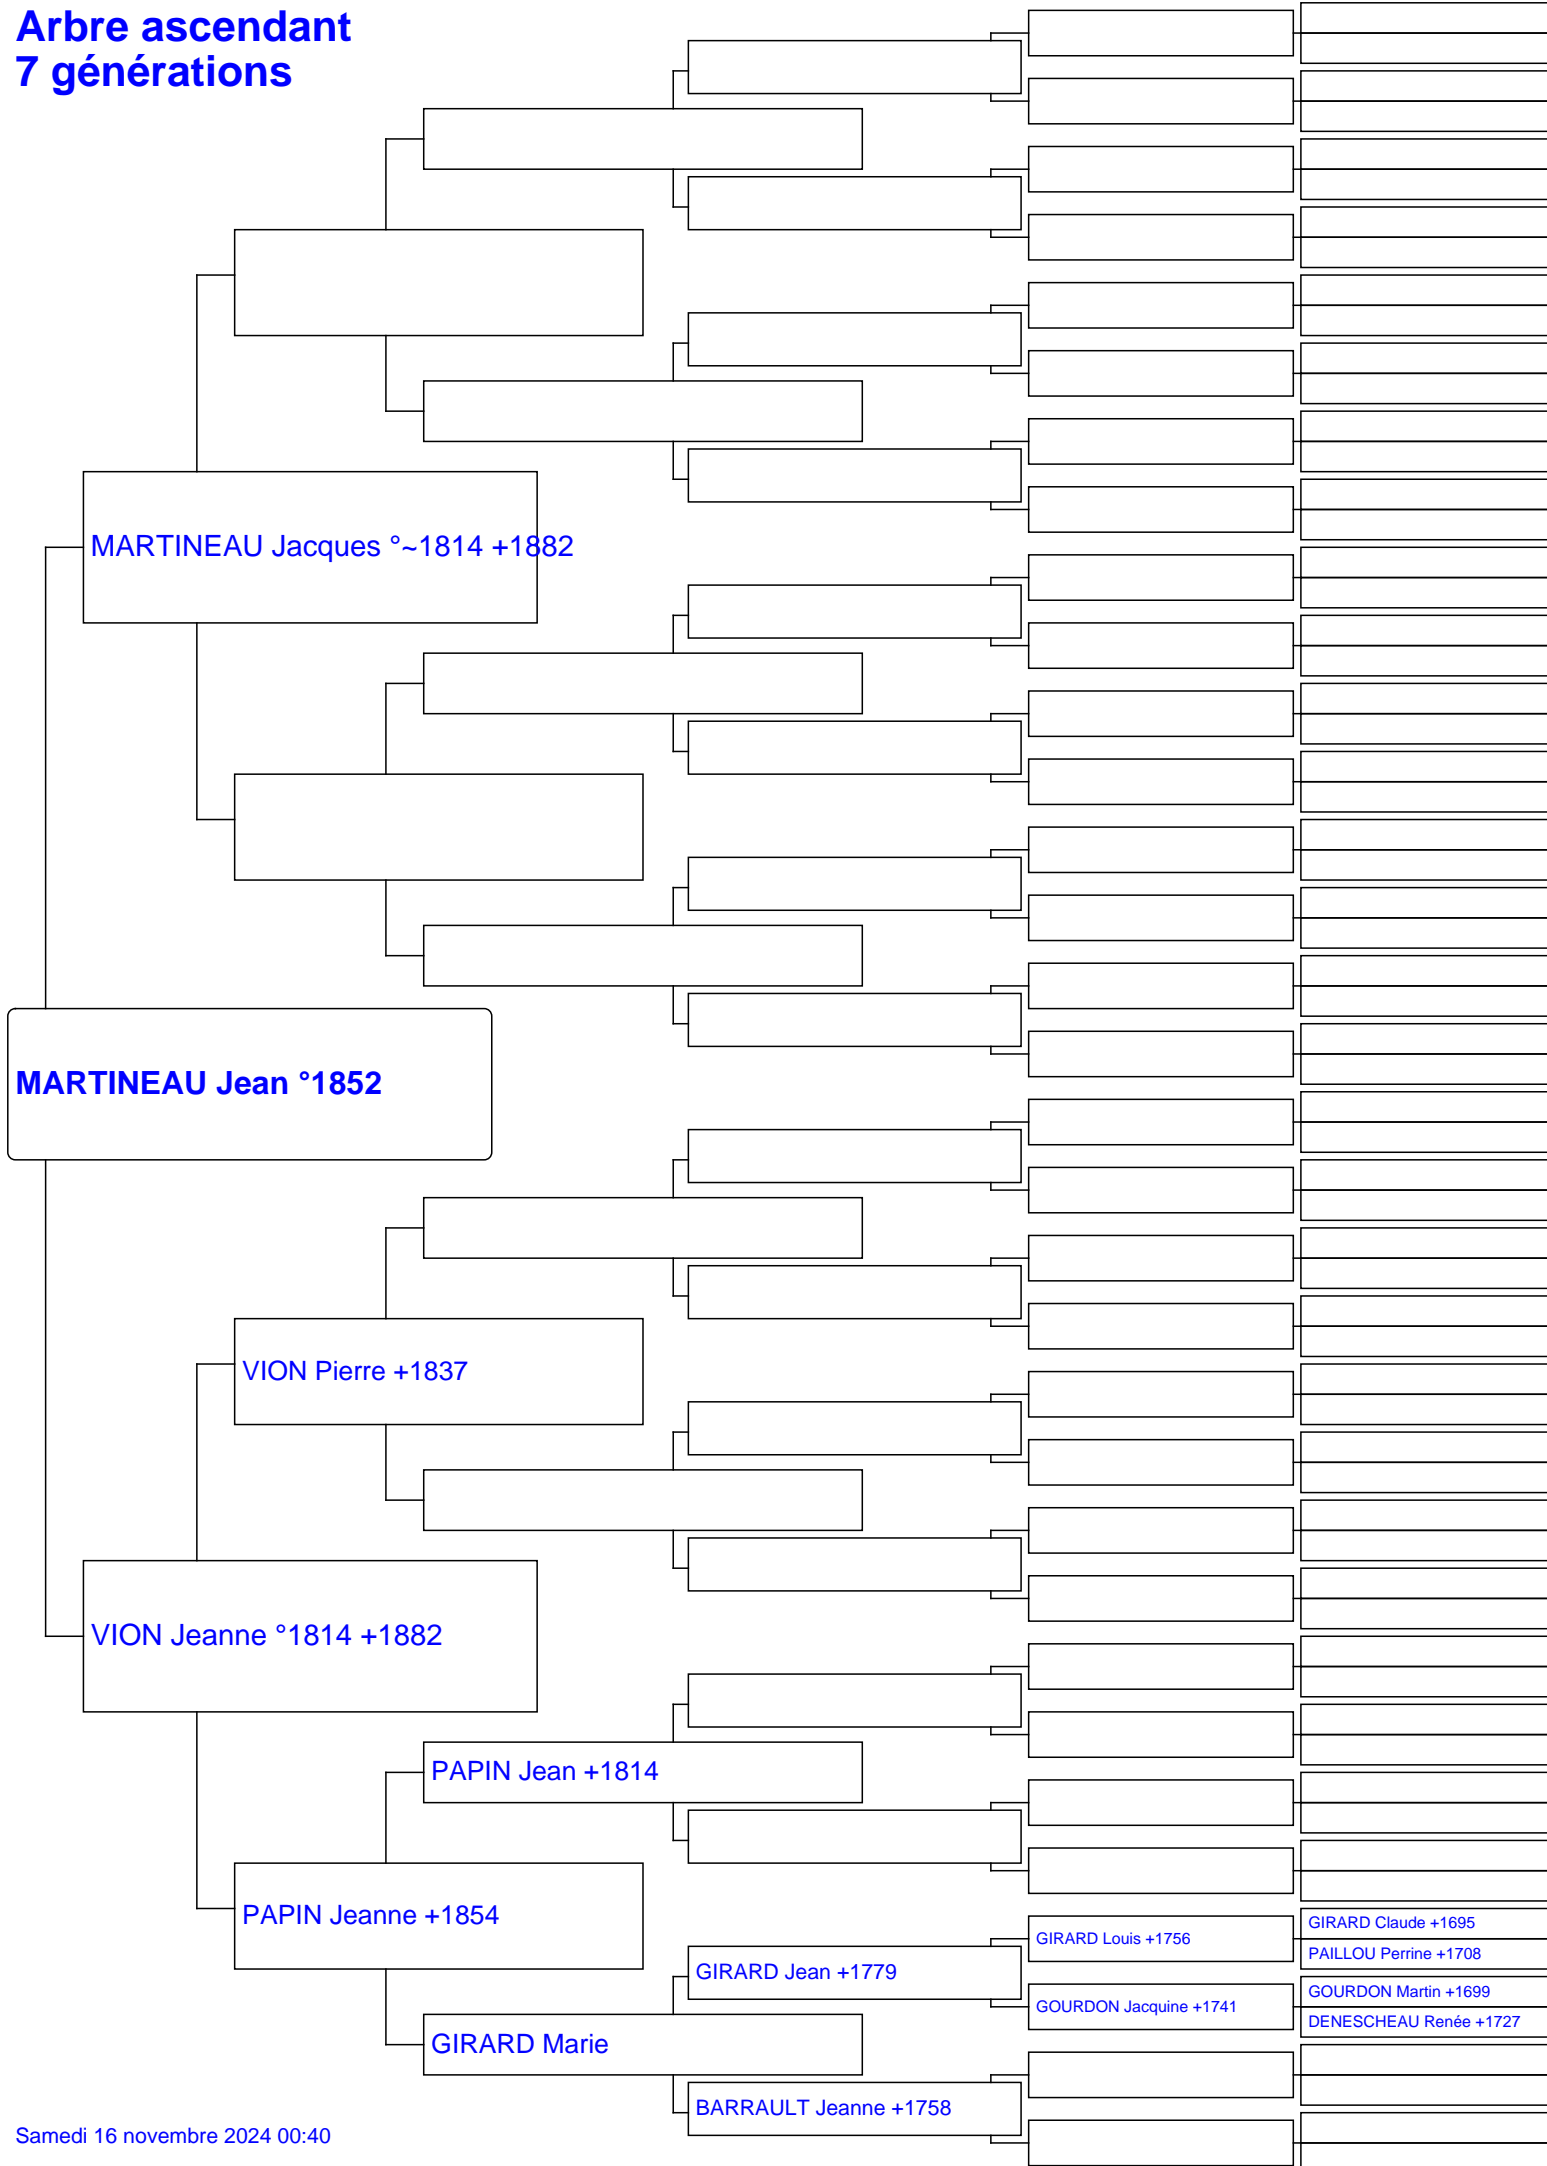 Arbre ascendant
7 générations
MARTINEAU Jacques °~1814 +1882
MARTINEAU Jean °1852
VION Pierre +1837
VION Jeanne °1814 +1882
PAPIN Jean +1814
PAPIN Jeanne +1854
GIRARD Claude +1695
GIRARD Louis +1756
PAILLOU Perrine +1708
GIRARD Jean +1779
GOURDON Martin +1699
GOURDON Jacquine +1741
DENESCHEAU Renée +1727
GIRARD Marie
BARRAULT Jeanne +1758
Samedi 16 novembre 2024 00:40